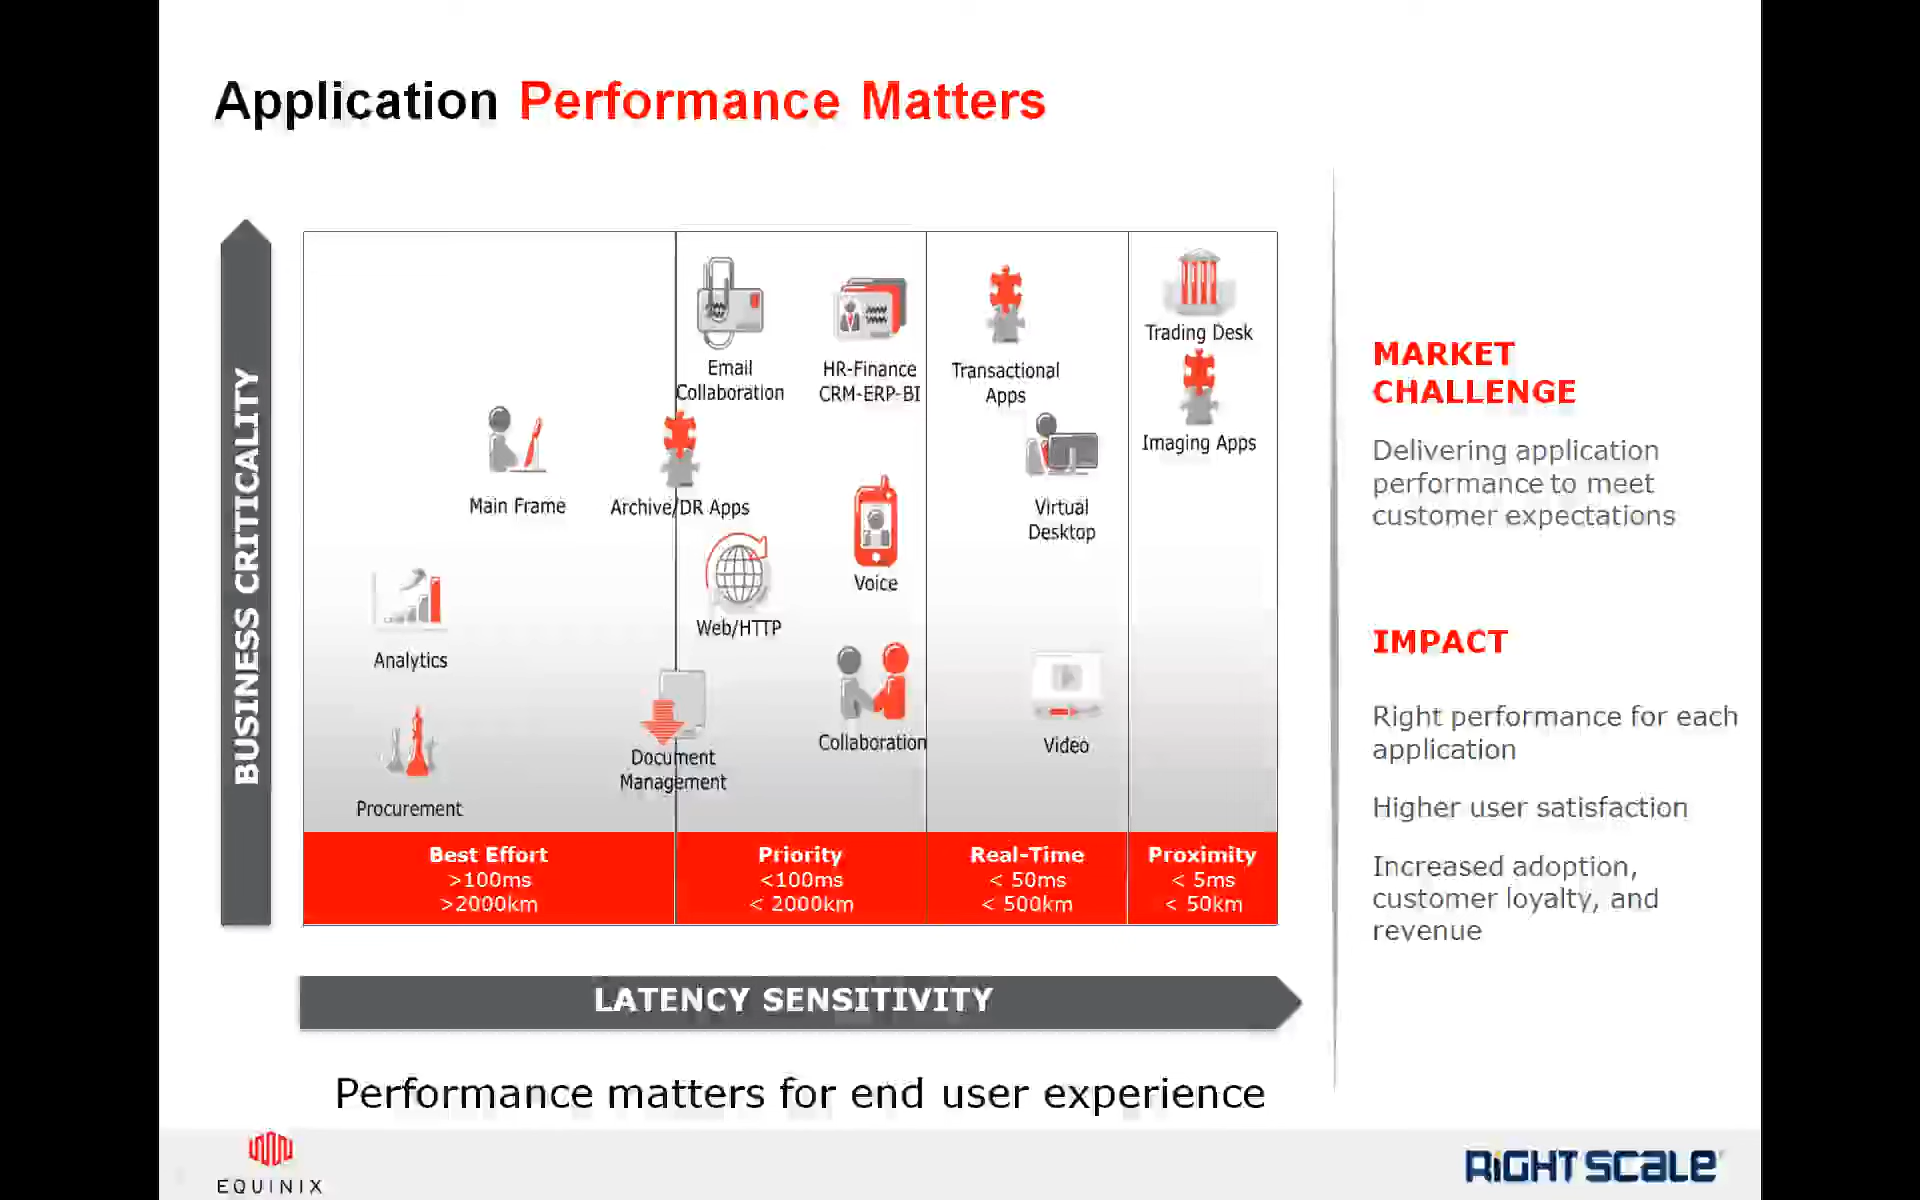 Application Performance Matters
BUSINESS CRITICALITY
Email
Collaboration
HR-Finance
CRM-ERP-BI
Transactional
Apps
Trading Desk
Imaging Apps
Main Frame
Archive/DR Apps
Voice
Virtual
Desktop
Web/HTTP
Analytics
Document
Management
Collaboration
Video
Procurement
Best Effort
>100ms
>2000km
Priority
<100ms
< 2000km
Real-Time
< 50ms
< 500km
Proximity
< 5ms
< 50km
LATENCY SENSITIVITY
Performance matters for end user experience
MARKET
CHALLENGE
Delivering application
performance to meet
customer expectations
IMPACT
Right performance for each
application
Higher user satisfaction
Increased adoption,
customer loyalty, and
revenue
EQUINIX
RIGHTSCALE